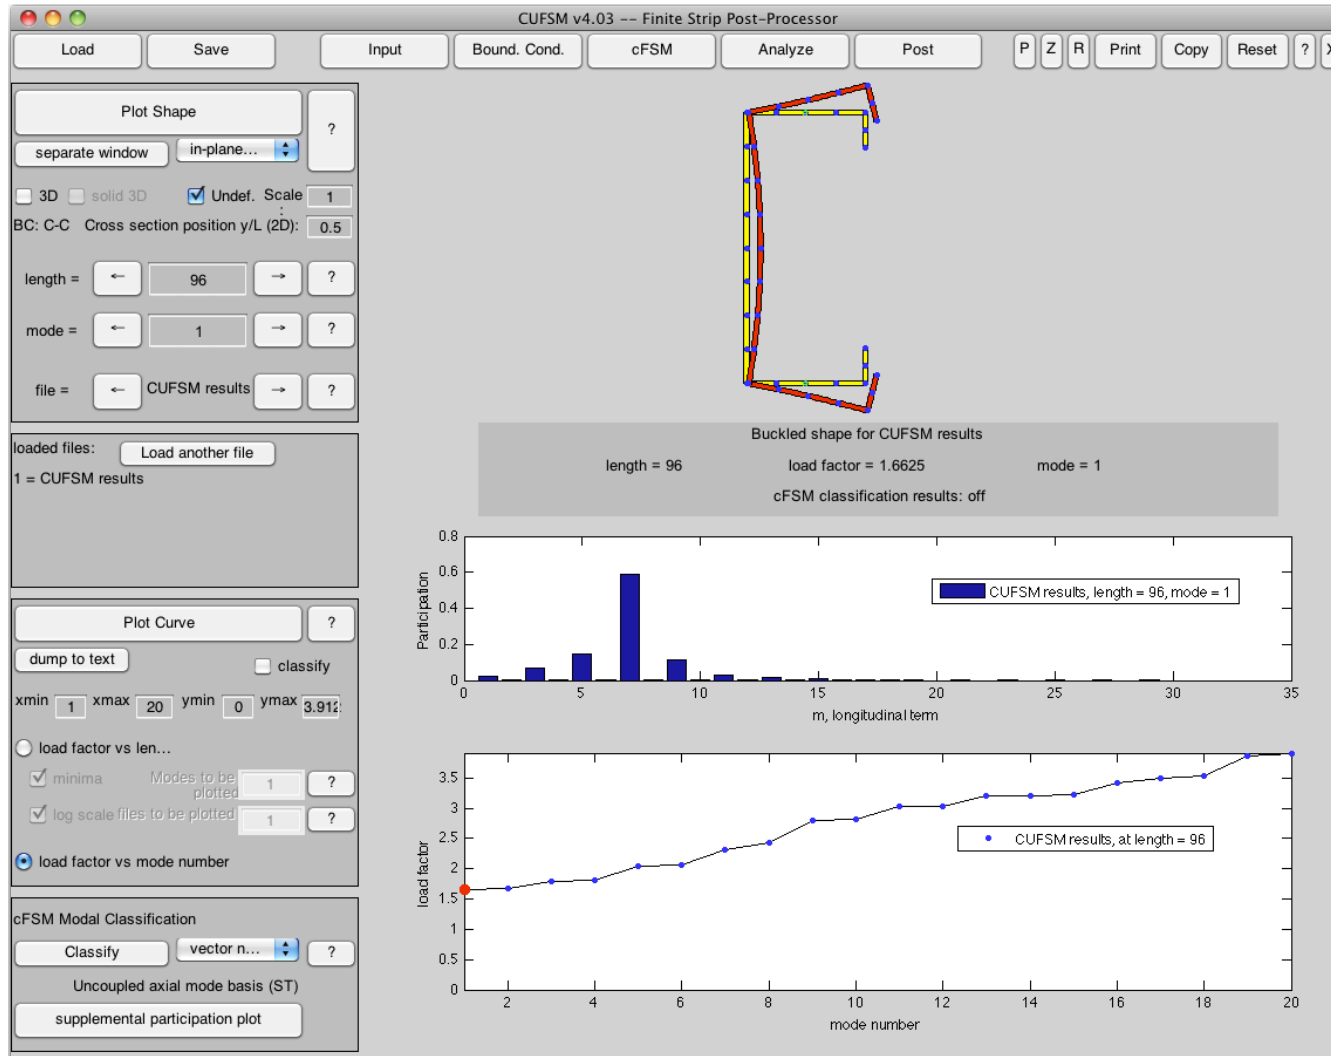 CUFSM v4.03 -- Finite Strip Post-Processor
Load Save Input Bound. Cond. cFSM Analyze Post P Z R Print Copy Reset ? X
Plot Shape ?
separate window in-plane...
3D solid 3D Undef. Scale : 1
BC: C-C Cross section position y/L (2D): 0.5
length = ← 96 → ?
mode = ← 1 → ?
file = ← CUFSM results → ?
loaded files: Load another file
1 = CUFSM results
Plot Curve ?
dump to text classify
xmin 1 xmax 20 ymin 0 ymax 3.912
load factor vs len...
minima Modes to be plotted 1 ?
log scale files to be plotted 1 ?
load factor vs mode number
cFSM Modal Classification
Classify vector n... ?
Uncoupled axial mode basis (ST)
supplemental participation plot
Buckled shape for CUFSM results
length = 96 load factor = 1.6625 mode = 1
cFSM classification results: off
Participation
0.8
0.6
0.4
0.2
0
CUFSM results, length = 96, mode = 1
0 5 10 15 20 25 30 35
m, longitudinal term
load factor
3.5
3
2.5
2
1.5
1
0.5
0
CUFSM results, at length = 96
2 4 6 8 10 12 14 16 18 20
mode number